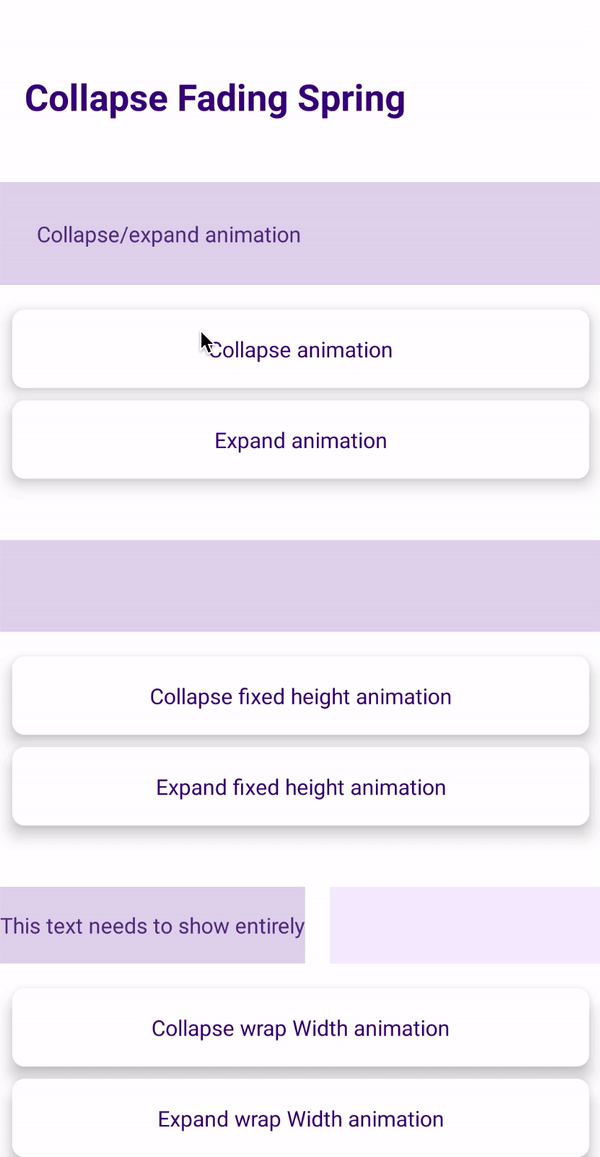 Collapse Fading Spring
Collapse/expand animation
Collapse animation
Expand animation
Collapse fixed height animation
Expand fixed height animation
This text needs to show entirely
Collapse wrap Width animation
Expand wrap Width animation